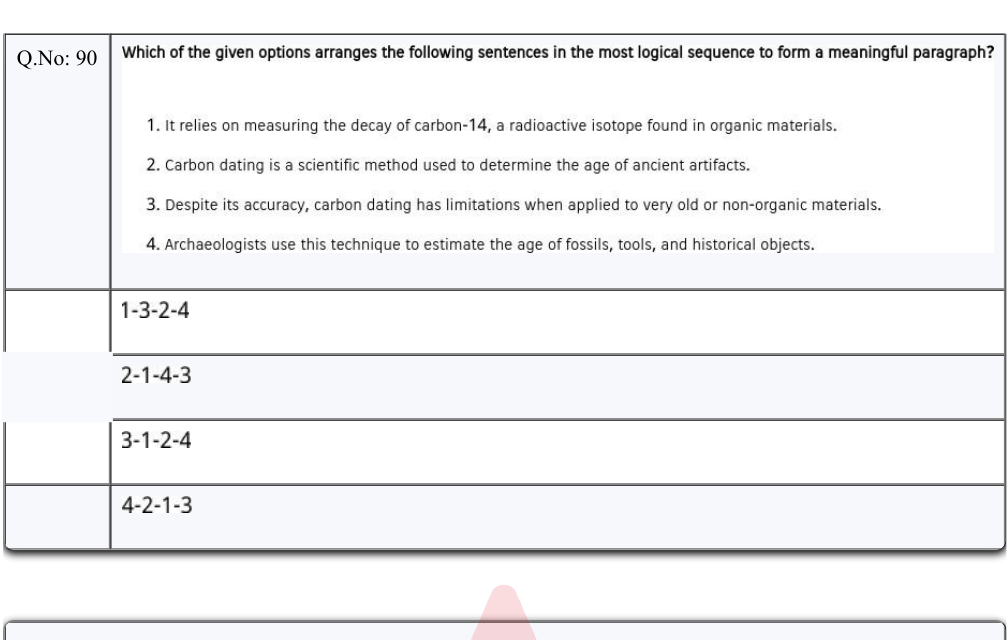 Q.No: 90
Which of the given options arranges the following sentences in the most logical sequence to form a meaningful paragraph?
1. It relies on measuring the decay of carbon-14, a radioactive isotope found in organic materials.
2. Carbon dating is a scientific method used to determine the age of ancient artifacts.
3. Despite its accuracy, carbon dating has limitations when applied to very old or non-organic materials.
4. Archaeologists use this technique to estimate the age of fossils, tools, and historical objects.
1-3-2-4
2-1-4-3
3-1-2-4
4-2-1-3